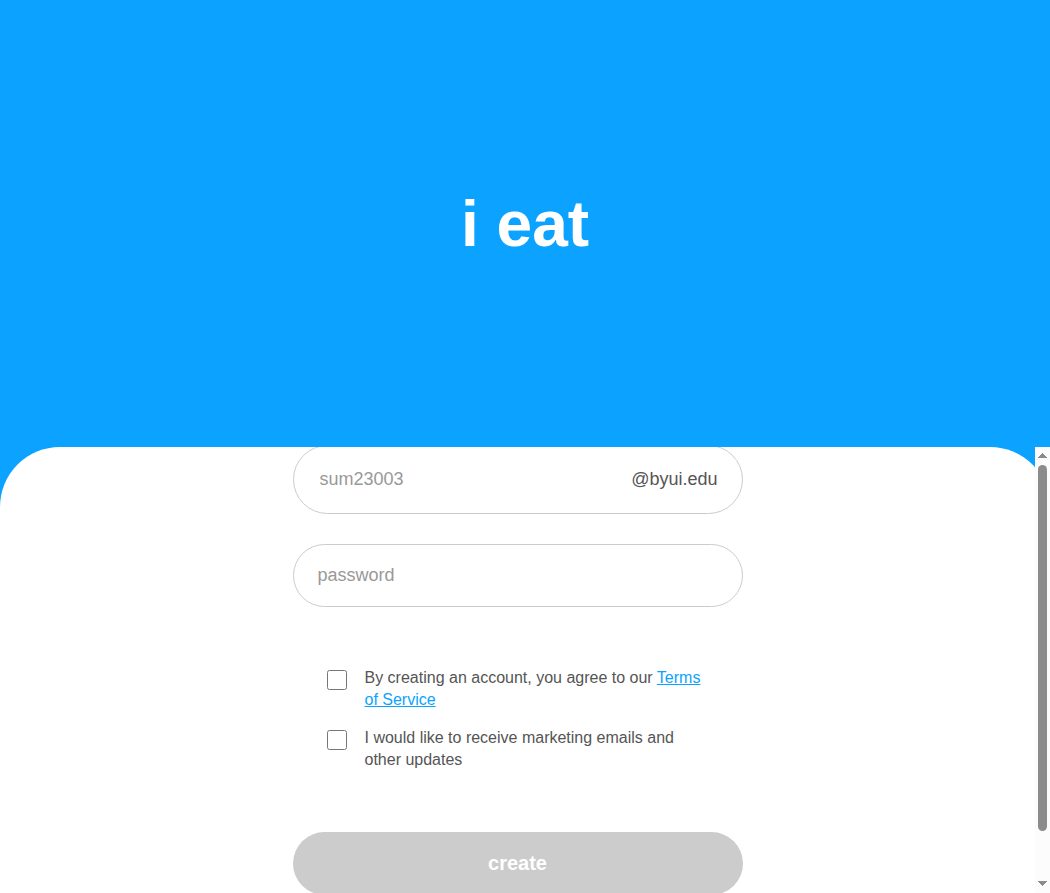 i eat
sum23003 @byui.edu
password
By creating an account, you agree to our Terms
of Service
I would like to receive marketing emails and
other updates
create